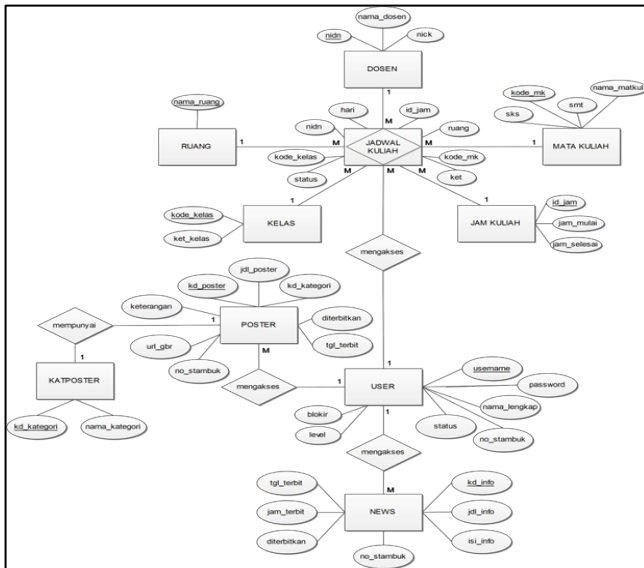 nama_dosen
nidn
nick
DOSEN
1
nama_matkul
kode_mk
smt
sks
MATA KULIAH
1
nama_ruang
RUANG
1
M
hari
id_jam
nidn
M
ruang
JADWAL
KULIAH
M
kode_kelas
kode_mk
status
ket
M
M
M
kode_kelas
ket_kelas
1
KELAS
1
JAM KULIAH
id_jam
jam_mulai
jam_selesai
mengakses
jdl_poster
kd_poster
kd_kategori
keterangan
diterbitkan
POSTER
1
url_gbr
tgl_terbit
no_stambuk
M
mempunyai
1
KATPOSTER
kd_kategori
nama_kategori
mengakses
1
1
USER
username
password
nama_lengkap
no_stambuk
status
blokir
level
1
mengakses
M
NEWS
tgl_terbit
jam_terbit
diterbitkan
no_stambuk
kd_info
jdl_info
isi_info